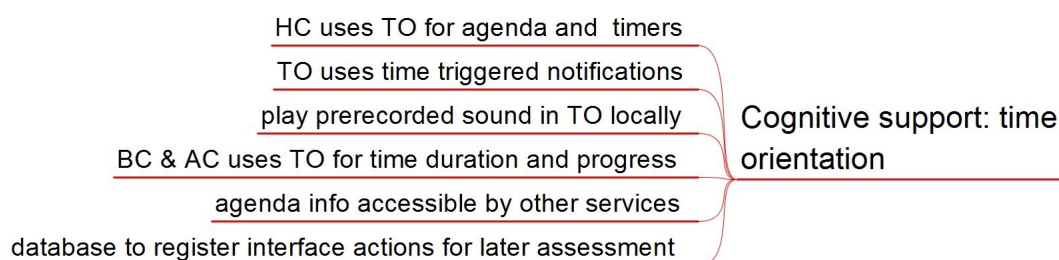 HC uses TO for agenda and  timers
TO uses time triggered notifications
play prerecorded sound in TO locally
BC & AC uses TO for time duration and progress
agenda info accessible by other services
database to register interface actions for later assessment
Cognitive support: time
orientation